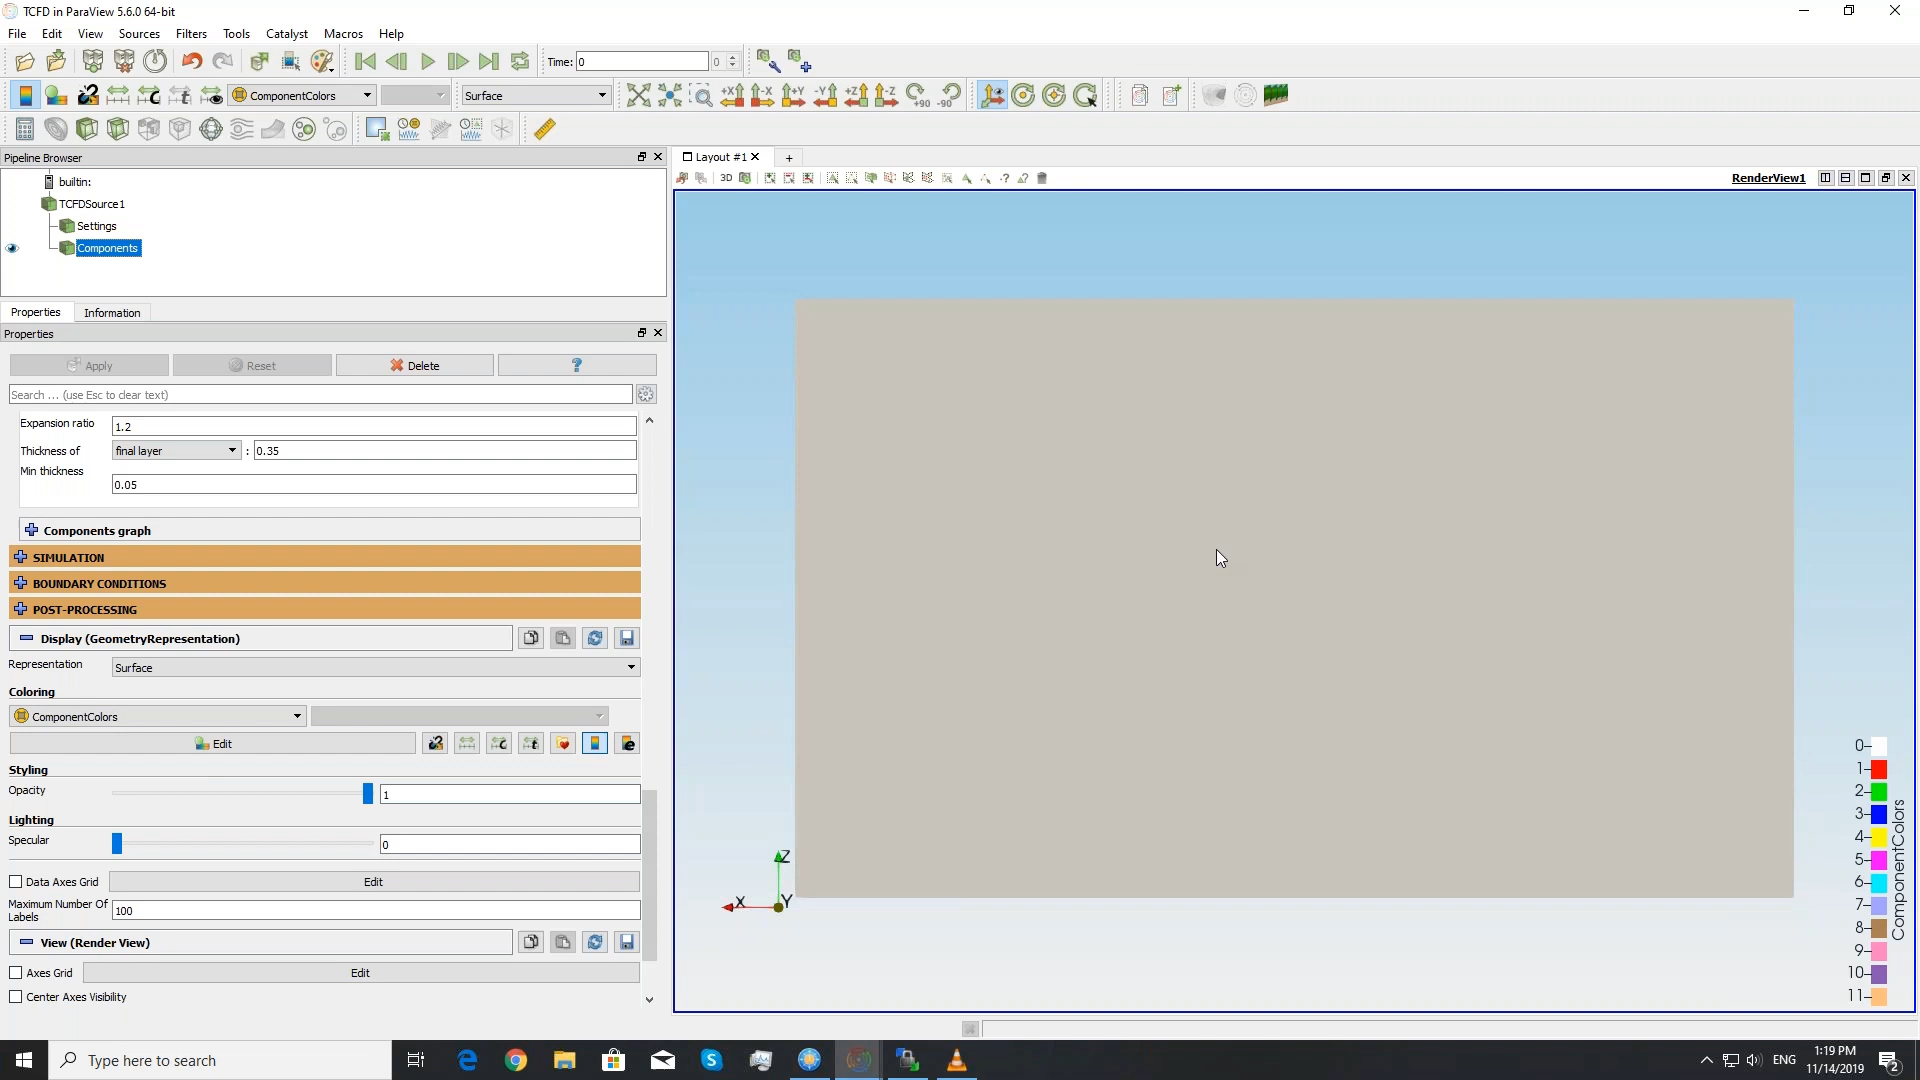 TCFD in ParaView 5.6.0 64-bit
File Edit View Sources Filters Tools Catalyst Macros Help
Time: 0 0
ComponentColors Surface
+X -X +Y -Y +Z -Z +90 -90
Pipeline Browser
Layout #1 +
builtin:
3D
RenderView1
TCFDSource1
Settings
Components
Properties Information
Properties
Apply Reset Delete ?
Search ... (use Esc to clear text)
Expansion ratio 1.2
Thickness of final layer : 0.35
Min thickness
0.05
Components graph
SIMULATION
BOUNDARY CONDITIONS
POST-PROCESSING
Display (GeometryRepresentation)
Representation Surface
Coloring
ComponentColors
Edit
Styling
Opacity 1
Lighting
Specular 0
Data Axes Grid Edit
Maximum Number Of
Labels
100
View (Render View)
Axes Grid Edit
Center Axes Visibility
Z
X
Y
0
1
2
3
4
5
6
7
8
9
10
11
ComponentColors
Type here to search
ENG
1:19 PM
11/14/2019
2